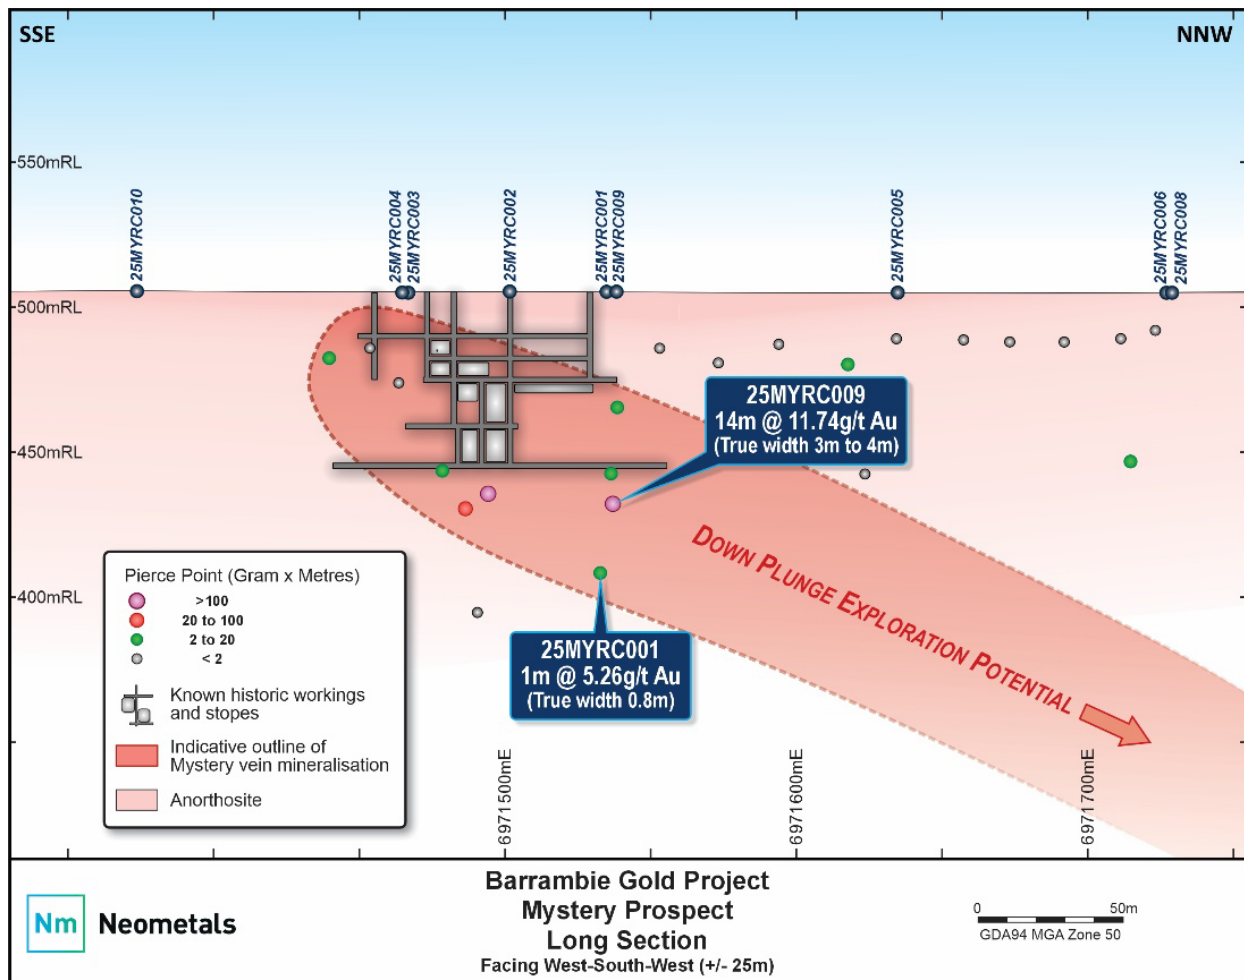 SSE
NNW
550mRL
500mRL
450mRL
400mRL
25MYRC010
25MYRC004
25MYRC003
25MYRC002
25MYRC001
25MYRC009
25MYRC005
25MYRC006
25MYRC008
25MYRC009
14m @ 11.74g/t Au
(True width 3m to 4m)
25MYRC001
1m @ 5.26g/t Au
(True width 0.8m)
DOWN PLUNGE EXPLORATION POTENTIAL
Pierce Point (Gram x Metres)
>100
20 to 100
2 to 20
< 2
Known historic workings
and stopes
Indicative outline of
Mystery vein mineralisation
Anorthosite
6971500mE
6971600mE
6971700mE
Nm Neometals
Barrambie Gold Project
Mystery Prospect
Long Section
Facing West-South-West (+/- 25m)
0 50m
GDA94 MGA Zone 50